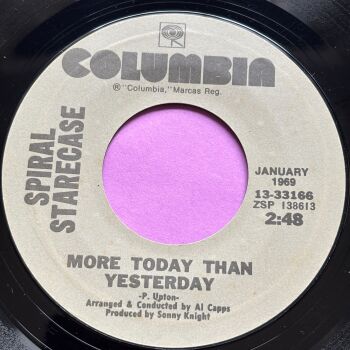 COLUMBIA
® "Columbia," Marcas Reg.
SPIRAL
STARECASE
JANUARY
1969
13-33166
ZSP 138613
2:48
MORE TODAY THAN
YESTERDAY
-P. Upton-
Arranged & Conducted by Al Capps
Produced by Sonny Knight